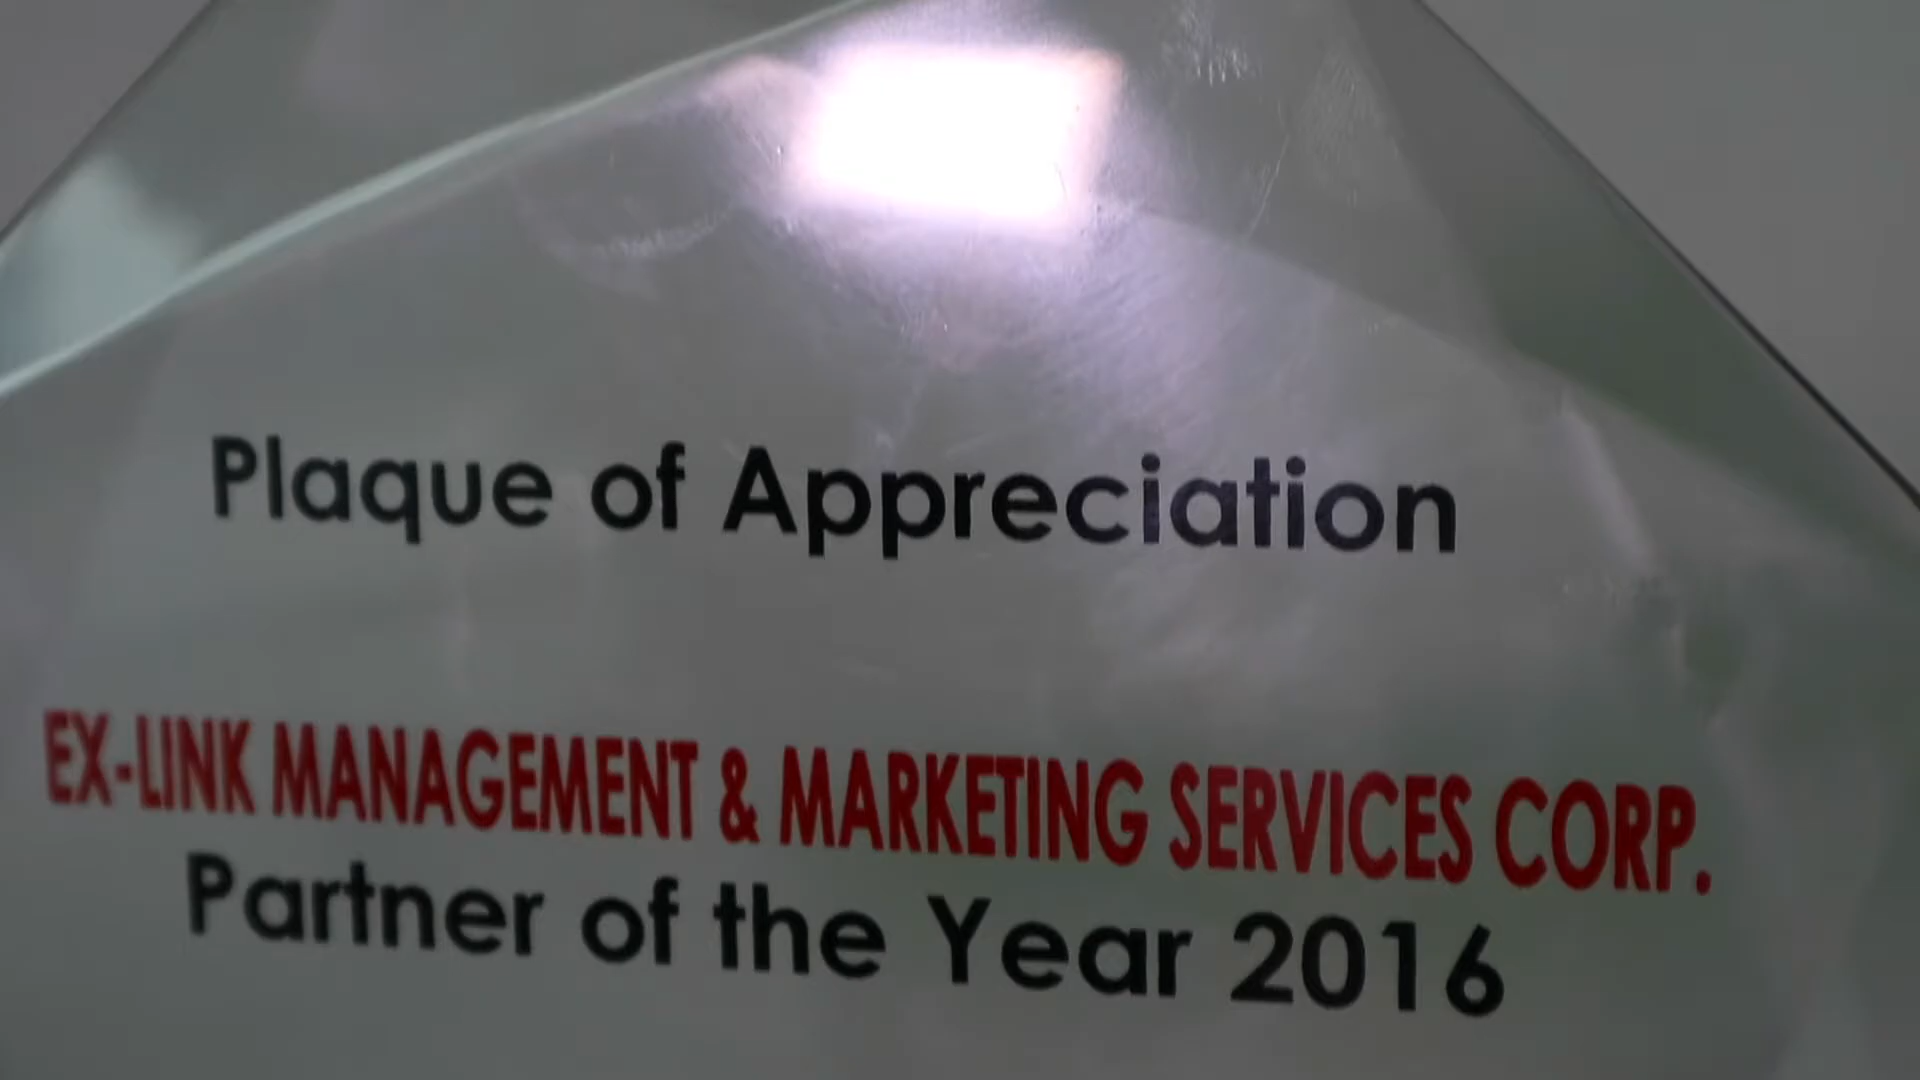 Plaque of Appreciation
EX-LINK MANAGEMENT & MARKETING SERVICES CORP.
Partner of the Year 2016